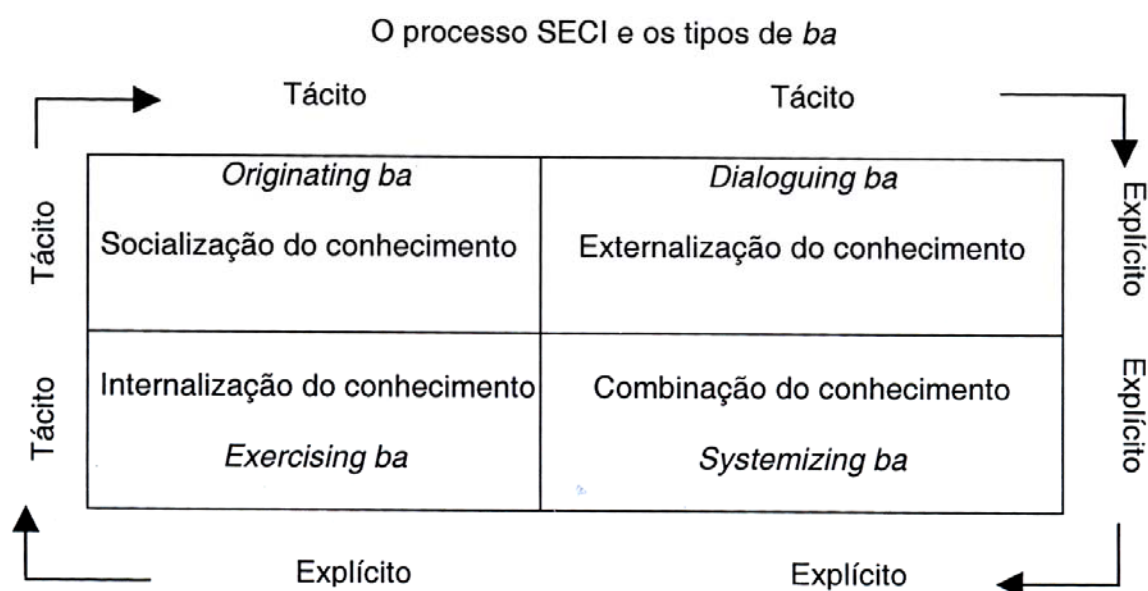 O processo SECI e os tipos de ba
Tácito
Tácito
Tácito
Originating ba
Socialização do conhecimento
Dialoguing ba
Externalização do conhecimento
Explícito
Tácito
Internalização do conhecimento
Exercising ba
Combinação do conhecimento
Systemizing ba
Explícito
Explícito
Explícito